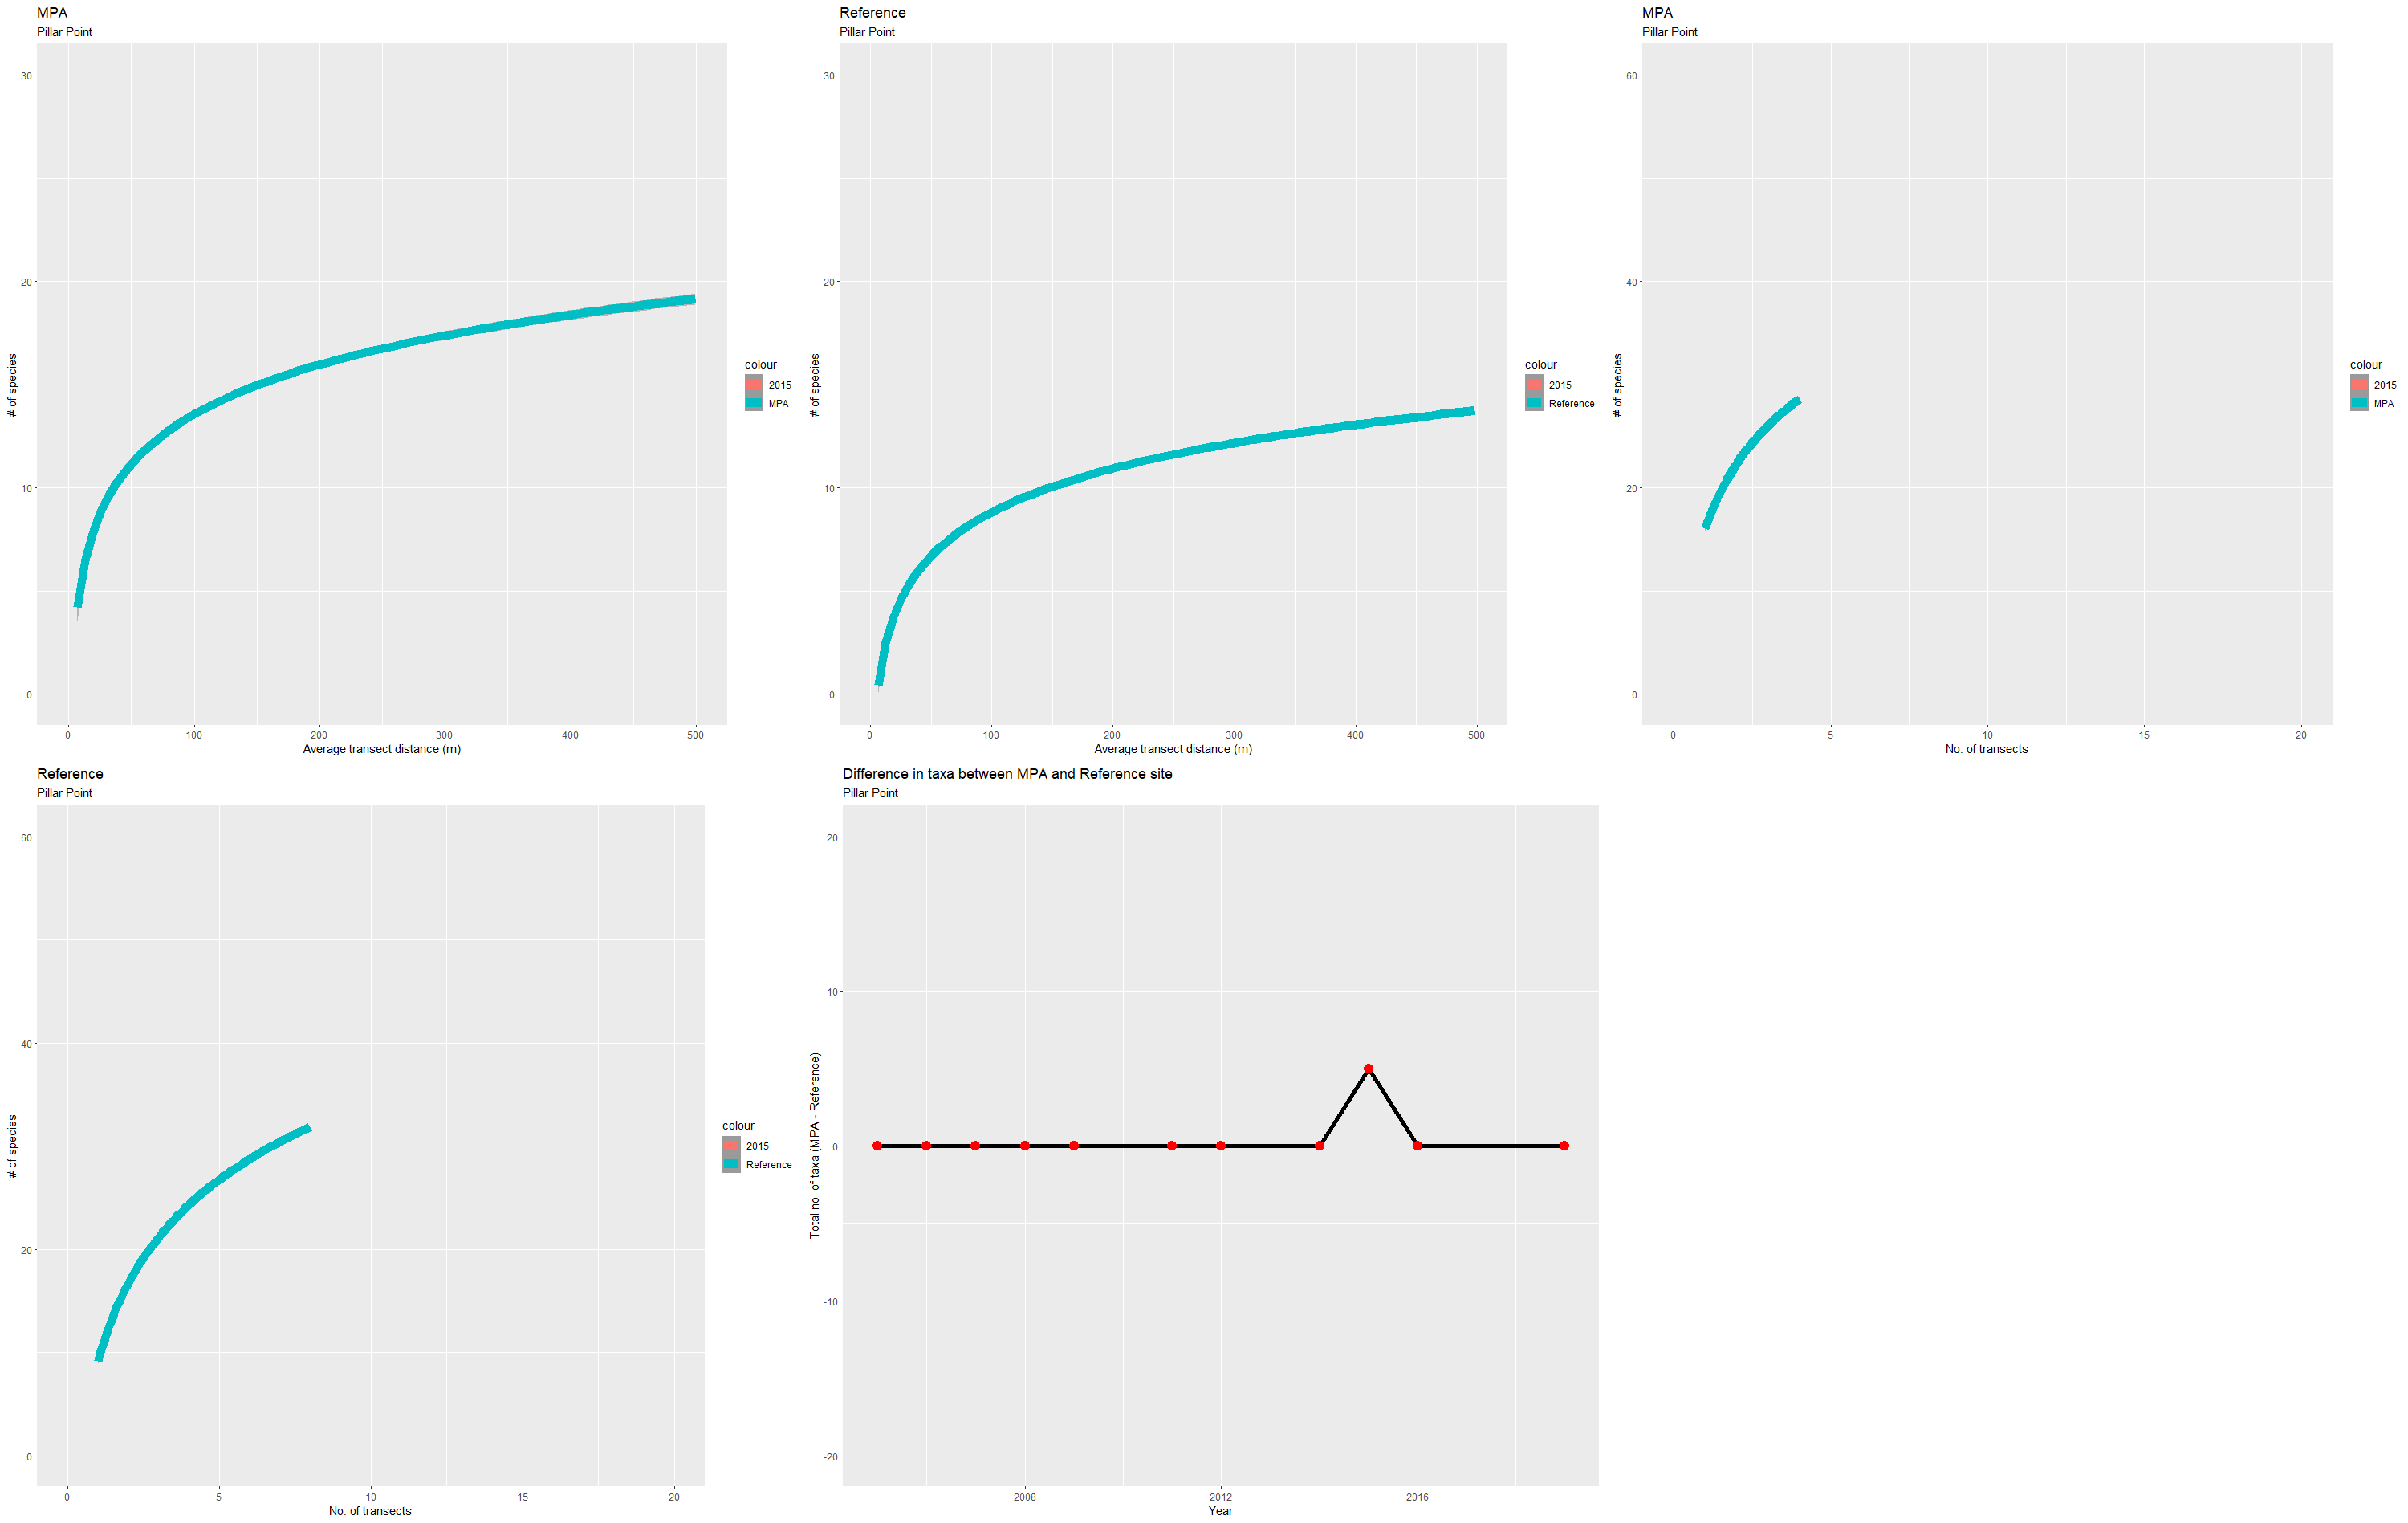 MPA
Pillar Point
30
20
10
0
# of species
0 100 200 300 400 500
Average transect distance (m)
colour
2015
MPA
Reference
Pillar Point
30
20
10
0
# of species
0 100 200 300 400 500
Average transect distance (m)
colour
2015
Reference
MPA
Pillar Point
60
40
20
0
# of species
0 5 10 15 20
No. of transects
colour
2015
MPA
Reference
Pillar Point
60
40
20
0
# of species
0 5 10 15 20
No. of transects
colour
2015
Reference
Difference in taxa between MPA and Reference site
Pillar Point
20
10
0
-10
-20
Total no. of taxa (MPA - Reference)
2008 2012 2016
Year